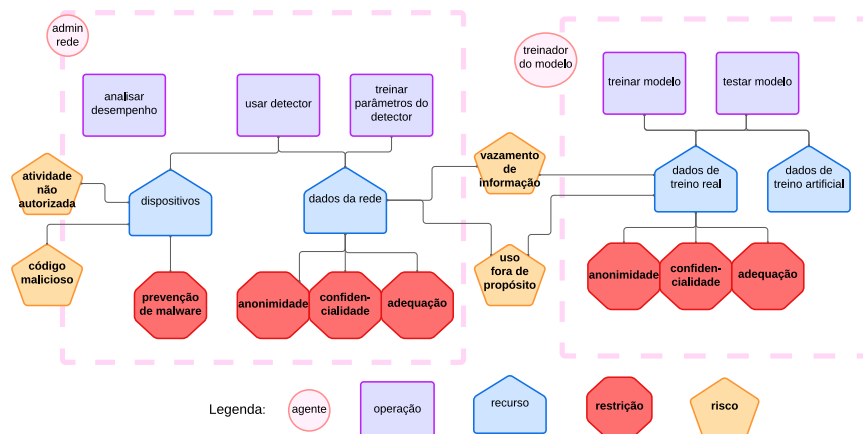 admin
rede
treinador
do modelo
analisar
desempenho
usar detector
treinar
parâmetros do
detector
treinar modelo
testar modelo
atividade
não
autorizada
dispositivos
dados da rede
vazamento
de
informação
dados de
treino real
dados de
treino artificial
código
malicioso
prevenção
de malware
anonimidade
confiden-
cialidade
adequação
uso
fora de
propósito
anonimidade
confiden-
cialidade
adequação
Legenda:
agente
operação
recurso
restrição
risco